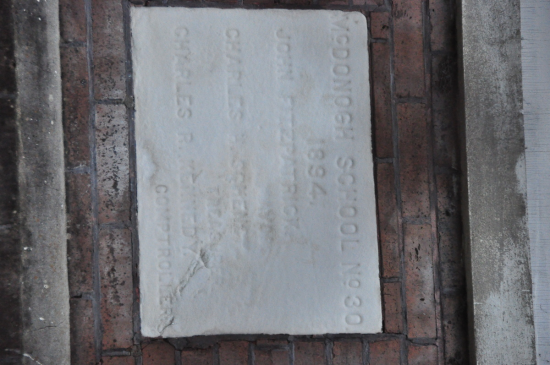 McDONOGH SCHOOL No 30
1894
JOHN FITZPATRICK
CHARLES
CHARLES R.
COMPTROLLER